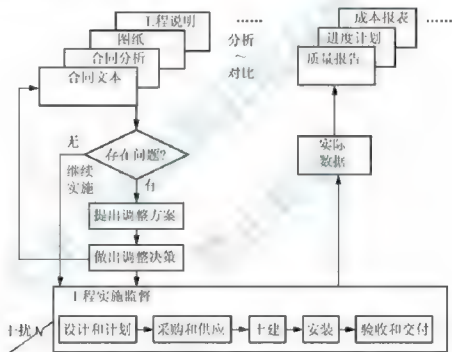 工程说明
图纸
合同分析
合同文本
……
分析
～
对比
……
成本报表
进度计划
质量报告
实际
数据
存在问题?
无
继续
实施
有
提出调整方案
做出调整决策
工程实施监督
干扰
设计和计划
采购和供应
土建
安装
验收和交付